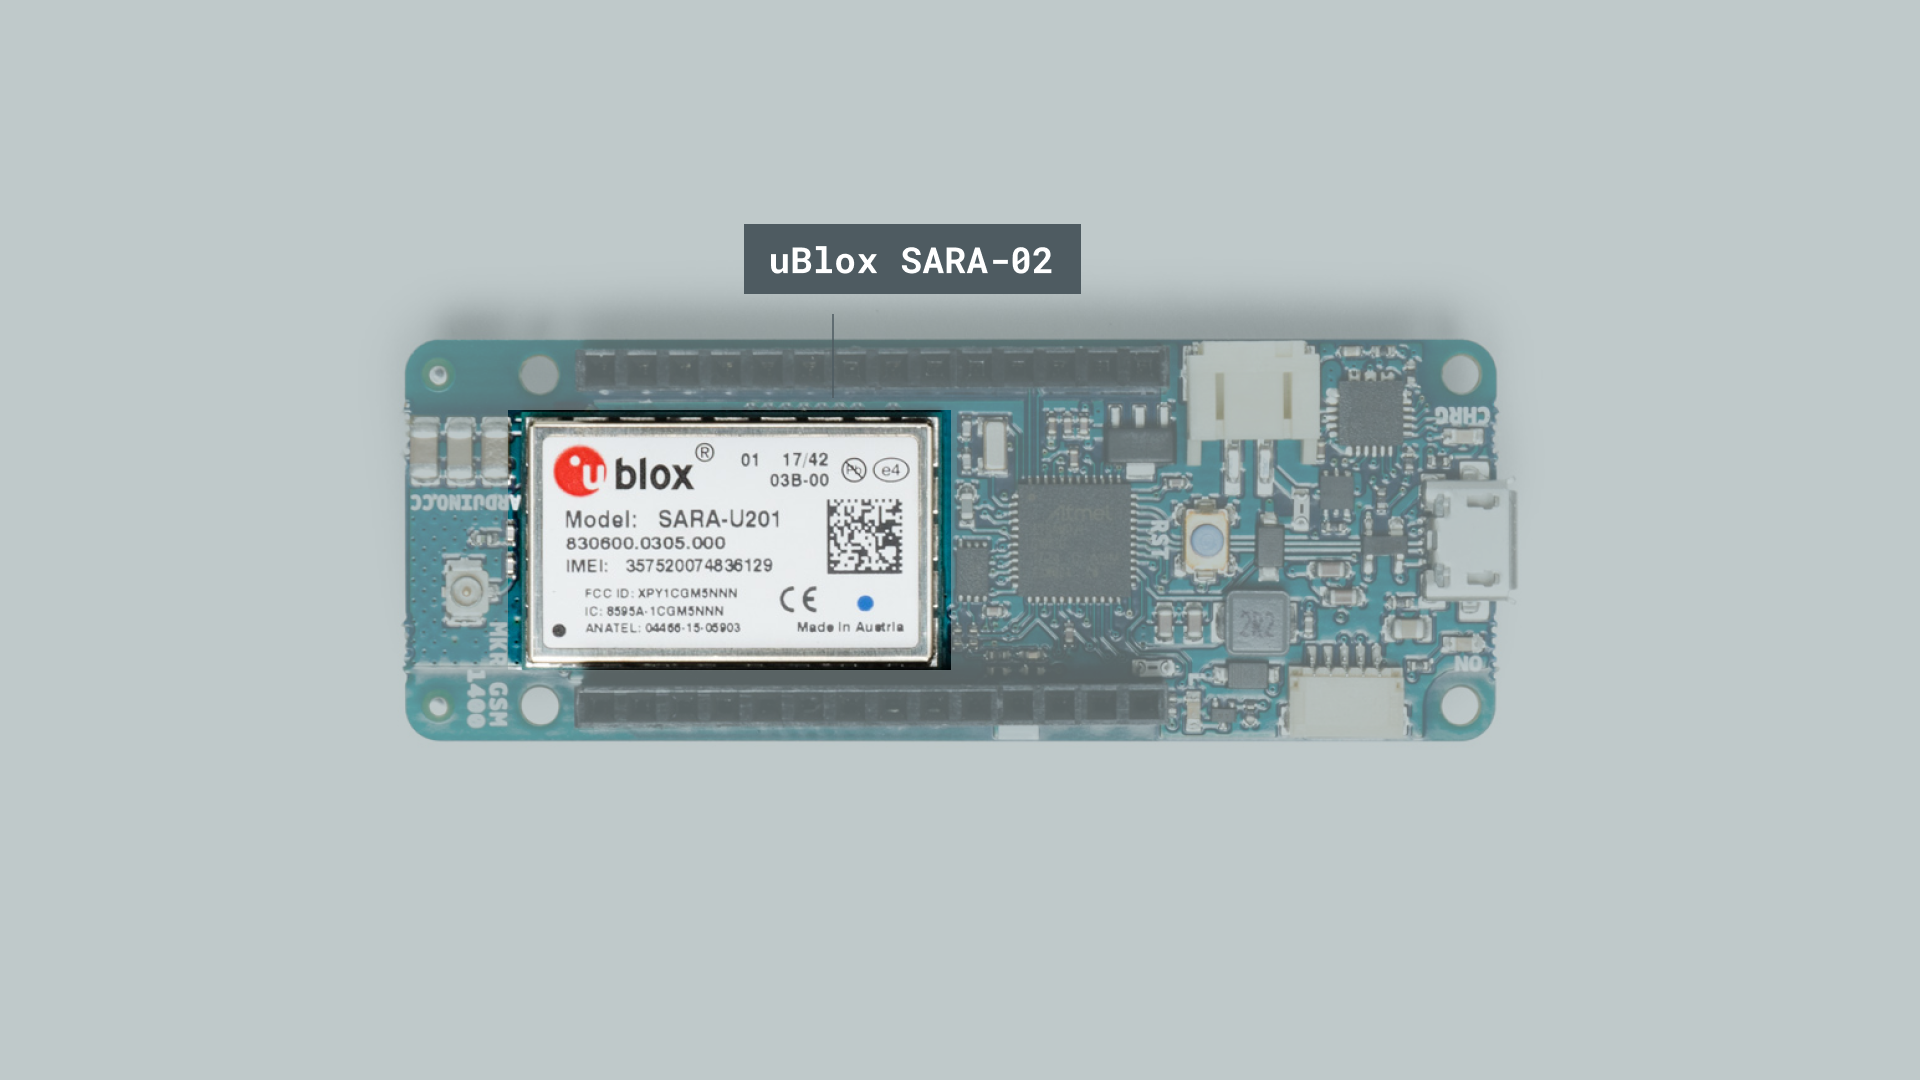 uBlox SARA-02
CHRG
ublox®
01 17/42
03B-00
Pb e4
Model: SARA-U201
830600.0305.000
IMEI: 357520074836129
FCC ID: XPY1CGM5NNN
IC: 8595A-1CGM5NNN
ANATEL: 04466-15-05903
CE
Made in Austria
ARDUINO.CC
Atmel
RST
2R2
ON
L
MKR
GSM
1400